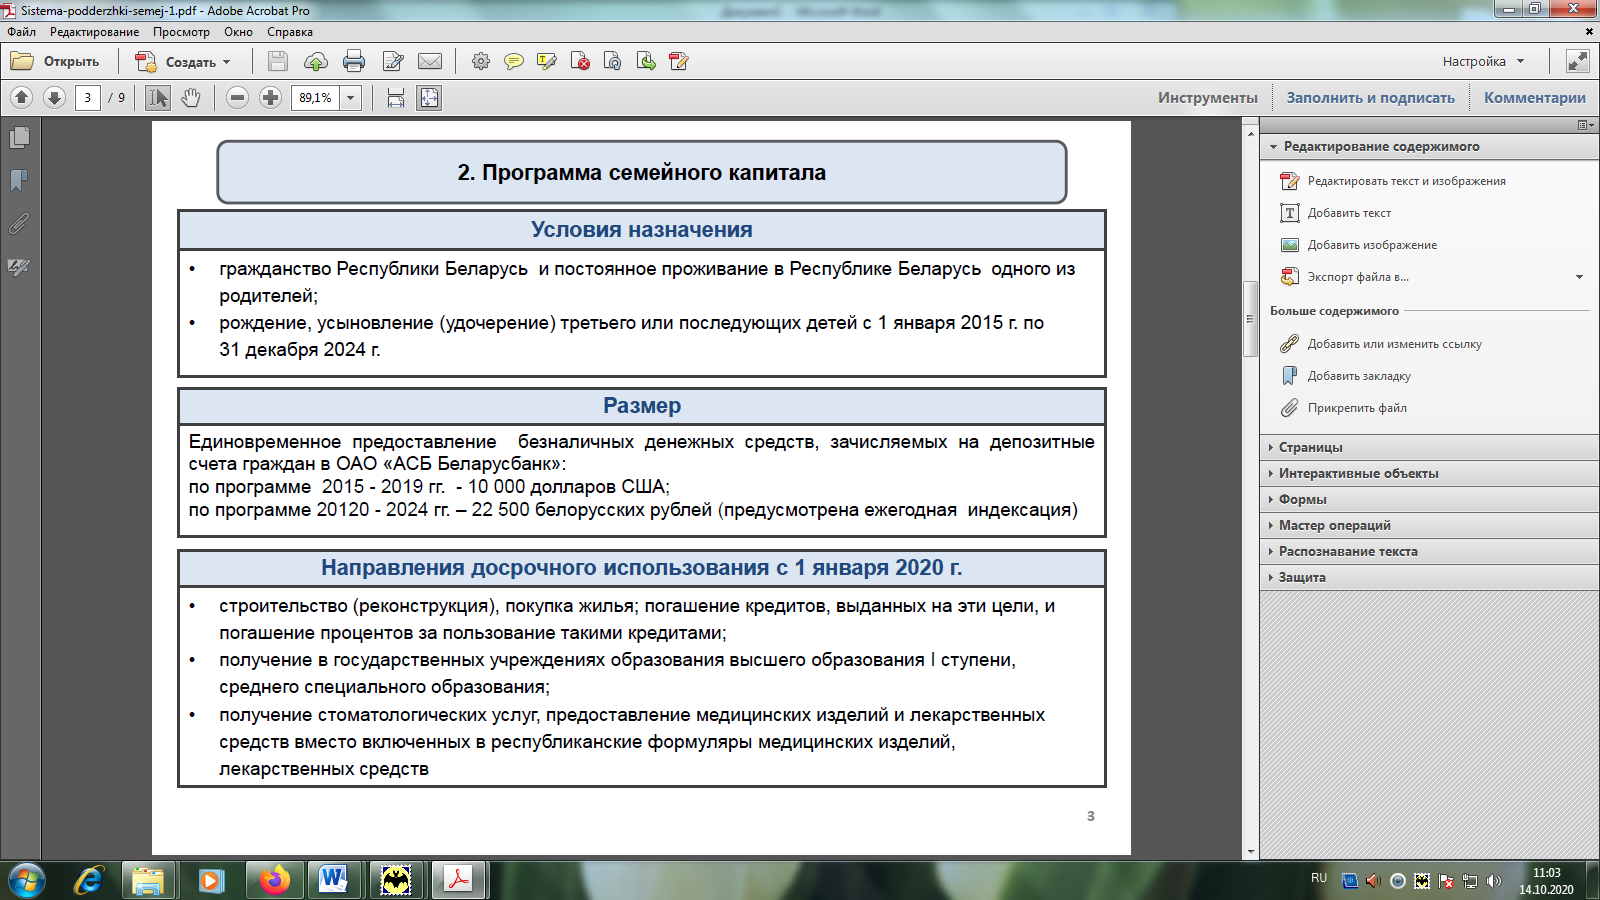 Sistema-podderzhki-semej-1.pdf - Adobe Acrobat Pro
Файл Редактирование Просмотр Окно Справка
Открыть Создать Настройка
3 / 9 89,1% Инструменты Заполнить и подписать Комментарии
2. Программа семейного капитала
Условия назначения
• гражданство Республики Беларусь и постоянное проживание в Республике Беларусь одного из
родителей;
• рождение, усыновление (удочерение) третьего или последующих детей с 1 января 2015 г. по
31 декабря 2024 г.
Размер
Единовременное предоставление безналичных денежных средств, зачисляемых на депозитные
счета граждан в ОАО «АСБ Беларусбанк»:
по программе 2015 - 2019 гг. - 10 000 долларов США;
по программе 20120 - 2024 гг. – 22 500 белорусских рублей (предусмотрена ежегодная индексация)
Направления досрочного использования с 1 января 2020 г.
• строительство (реконструкция), покупка жилья; погашение кредитов, выданных на эти цели, и
погашение процентов за пользование такими кредитами;
• получение в государственных учреждениях образования высшего образования I ступени,
среднего специального образования;
• получение стоматологических услуг, предоставление медицинских изделий и лекарственных
средств вместо включенных в республиканские формуляры медицинских изделий,
лекарственных средств
3
Редактирование содержимого
Редактировать текст и изображения
Добавить текст
Добавить изображение
Экспорт файла в...
Больше содержимого
Добавить или изменить ссылку
Добавить закладку
Прикрепить файл
Страницы
Интерактивные объекты
Формы
Мастер операций
Распознавание текста
Защита
RU
11:03
14.10.2020